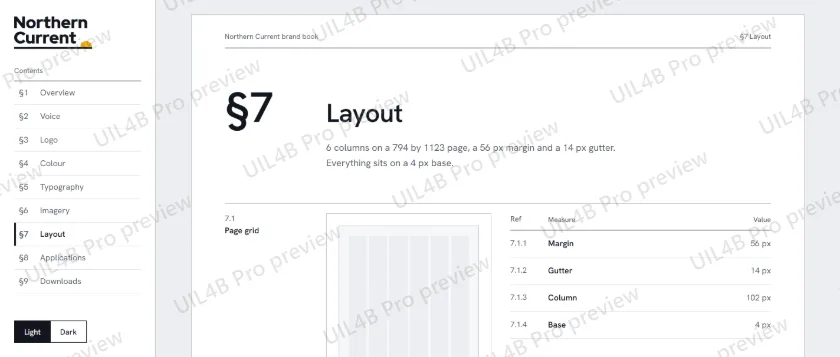 Northern
Current
Contents
§1 Overview
§2 Voice
§3 Logo
§4 Colour
§5 Typography
§6 Imagery
§7 Layout
§8 Applications
§9 Downloads
Light Dark
Northern Current brand book §7 Layout
§7 Layout
6 columns on a 794 by 1123 page, a 56 px margin and a 14 px gutter.
Everything sits on a 4 px base.
7.1
Page grid
Ref Measure Value
7.1.1 Margin 56 px
7.1.2 Gutter 14 px
7.1.3 Column 102 px
7.1.4 Base 4 px
UIL4B Pro preview